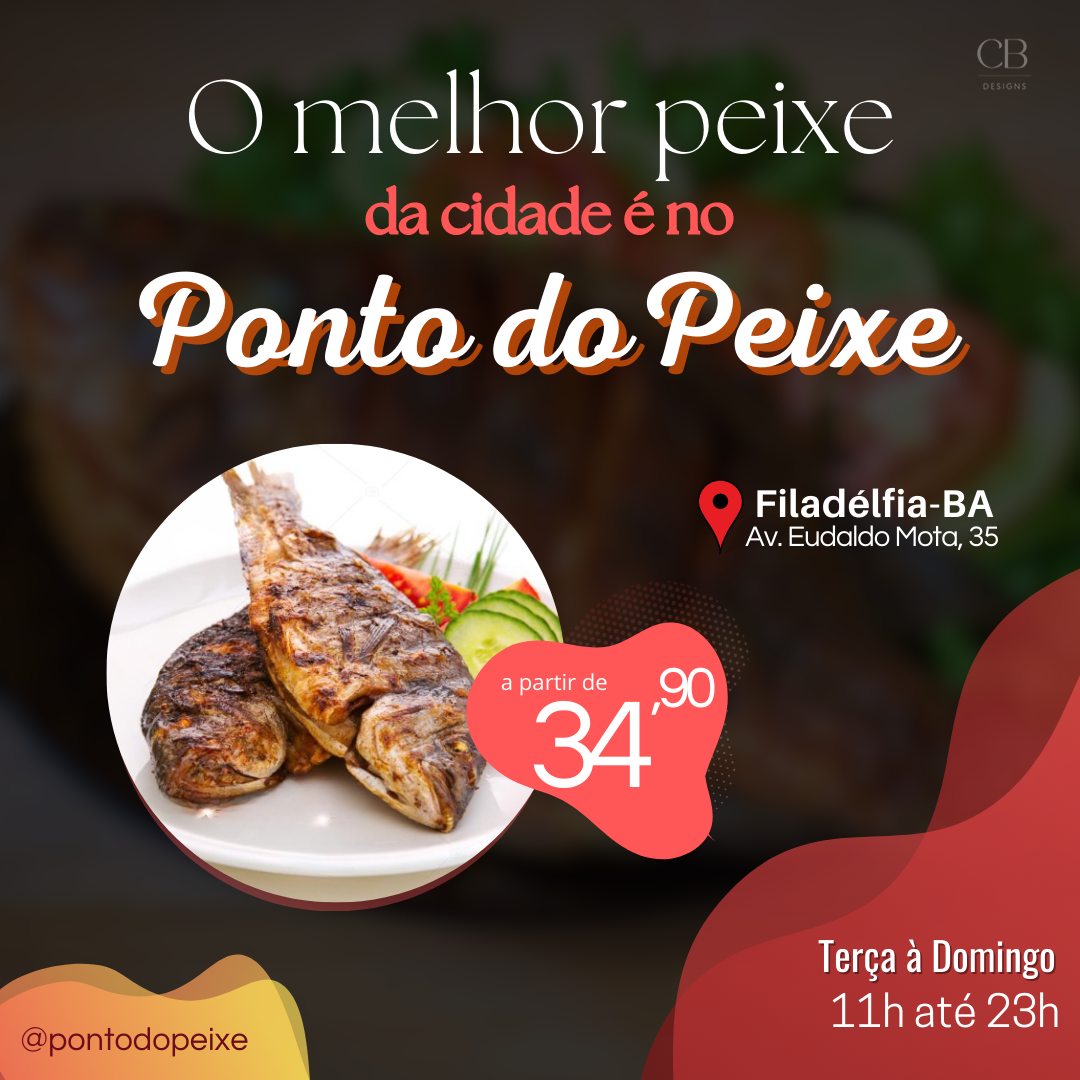 CB
DESIGNS
O melhor peixe
da cidade é no
Ponto do Peixe
Filadélfia-BA
Av. Eudaldo Mota, 35
a partir de
34,90
Terça à Domingo
11h até 23h
@pontodopeixe